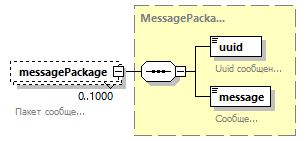 MessagePacka...
messagePackage
0..1000
Пакет сообще...
uuid
Uuid сообщен...
message
Сообще...